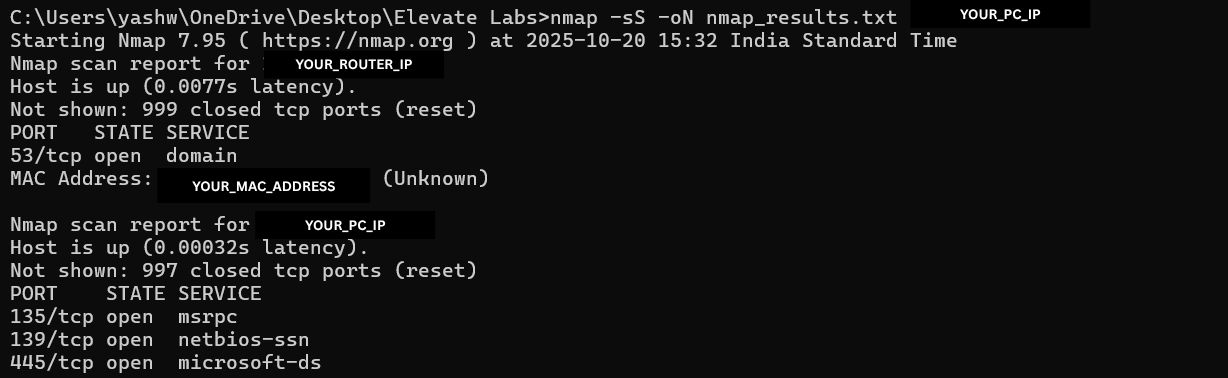 C:\Users\yashw\OneDrive\Desktop\Elevate Labs>nmap -sS -oN nmap_results.txt YOUR_PC_IP
Starting Nmap 7.95 ( https://nmap.org ) at 2025-10-20 15:32 India Standard Time
Nmap scan report for YOUR_ROUTER_IP
Host is up (0.0077s latency).
Not shown: 999 closed tcp ports (reset)
PORT   STATE SERVICE
53/tcp open  domain
MAC Address: YOUR_MAC_ADDRESS (Unknown)
Nmap scan report for YOUR_PC_IP
Host is up (0.00032s latency).
Not shown: 997 closed tcp ports (reset)
PORT    STATE SERVICE
135/tcp open  msrpc
139/tcp open  netbios-ssn
445/tcp open  microsoft-ds